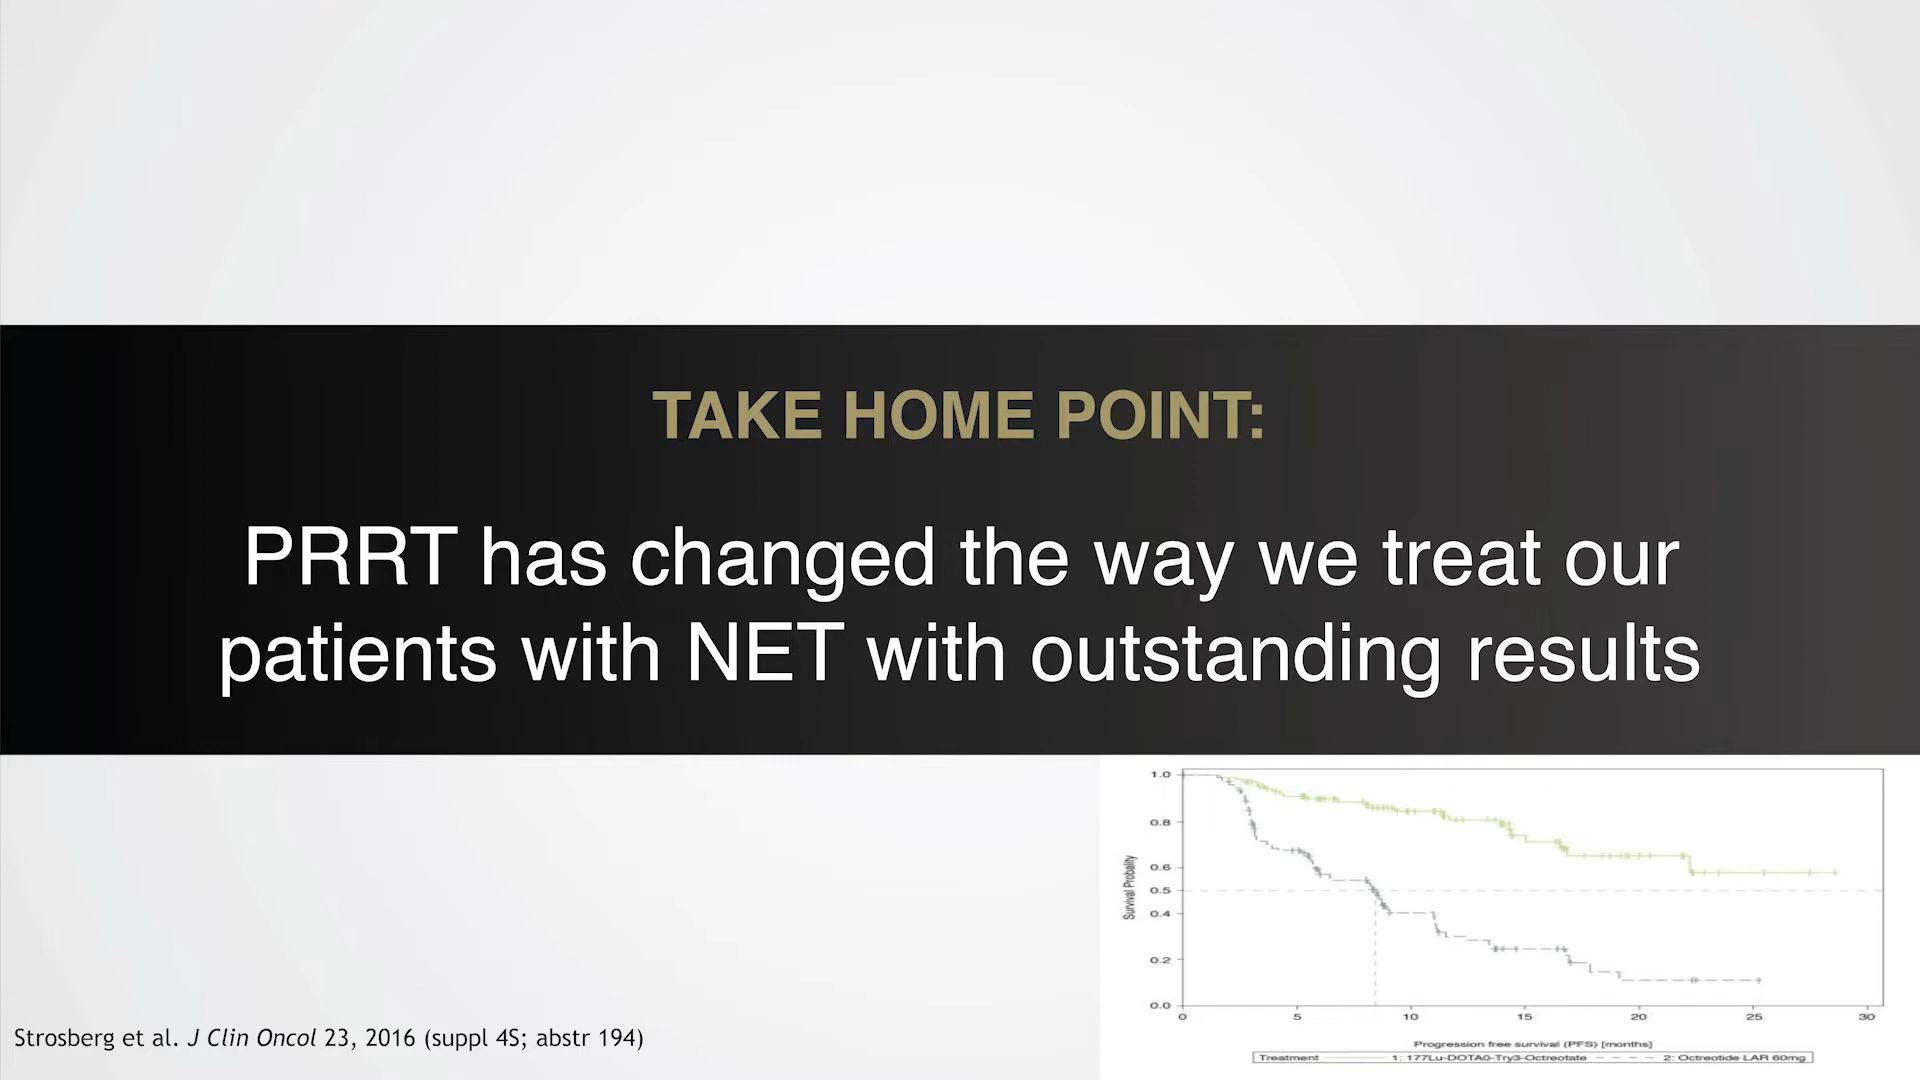 TAKE HOME POINT:
PRRT has changed the way we treat our
patients with NET with outstanding results
1.0
0.8
0.6
0.5
0.4
0.2
0.0
Survival Probality
0 5 10 15 20 25 30
Progression free survival (PFS) [months]
Treatment 1: 177Lu-DOTA0-Try3-Octreotate 2: Octreotide LAR 60mg
Strosberg et al. J Clin Oncol 23, 2016 (suppl 4S; abstr 194)